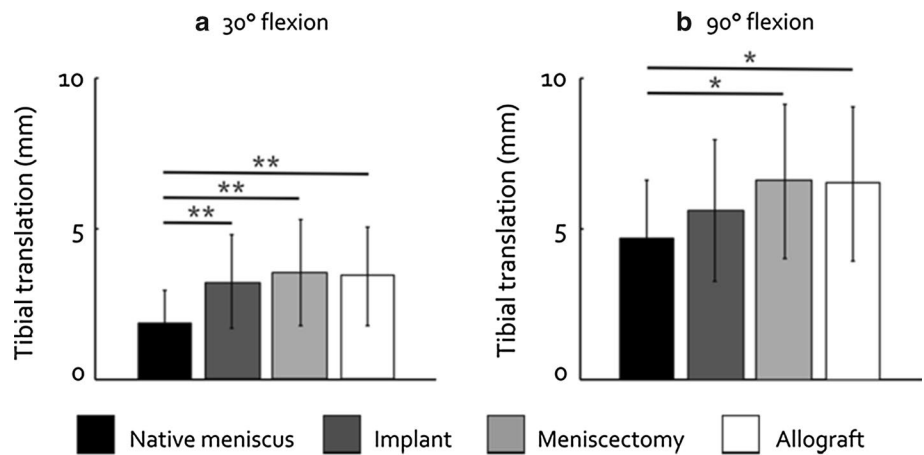 a 30° flexion
10
**
**
**
5
0
Tibial translation (mm)
b 90° flexion
10
*
*
5
0
Tibial translation (mm)
Native meniscus
Implant
Meniscectomy
Allograft